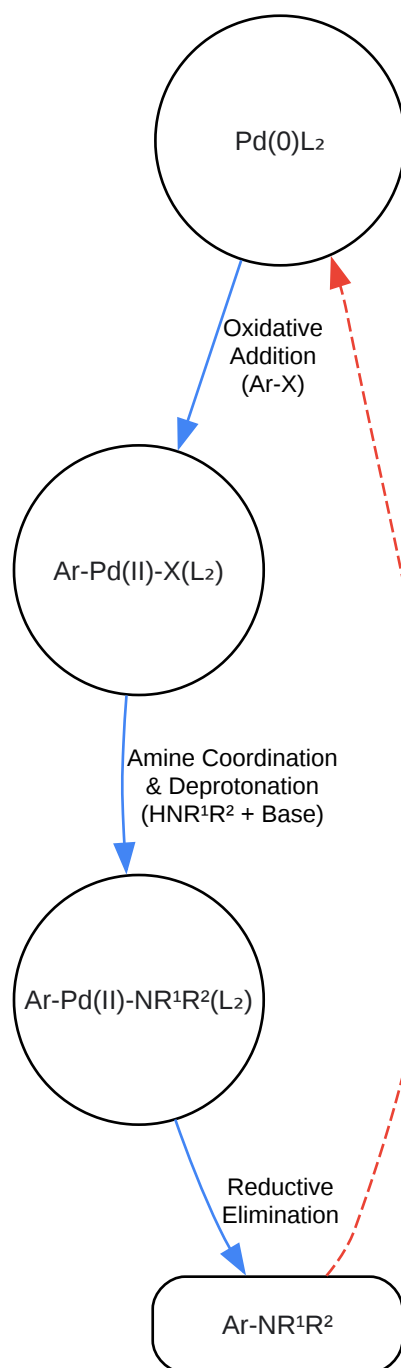 Pd(0)L₂
Oxidative
Addition
(Ar-X)
Ar-Pd(II)-X(L₂)
Amine Coordination
& Deprotonation
(HNR¹R² + Base)
Ar-Pd(II)-NR¹R²(L₂)
Reductive
Elimination
Ar-NR¹R²